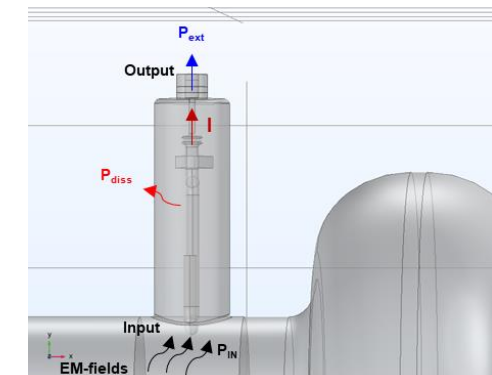 P_ext
Output
I
P_diss
Input
P_IN
EM-fields
y
z x